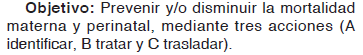 Objetivo: Prevenir y/o disminuir la mortalidad
materna y perinatal, mediante tres acciones (A
identificar, B tratar y C trasladar).